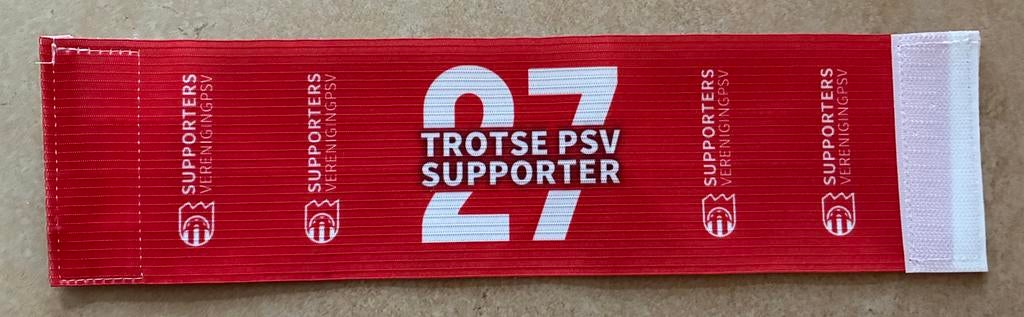 SUPPORTERS
VERENIGINGPSV
SUPPORTERS
VERENIGINGPSV
27
TROTSE PSV
SUPPORTER
SUPPORTERS
VERENIGINGPSV
SUPPORTERS
VERENIGINGPSV